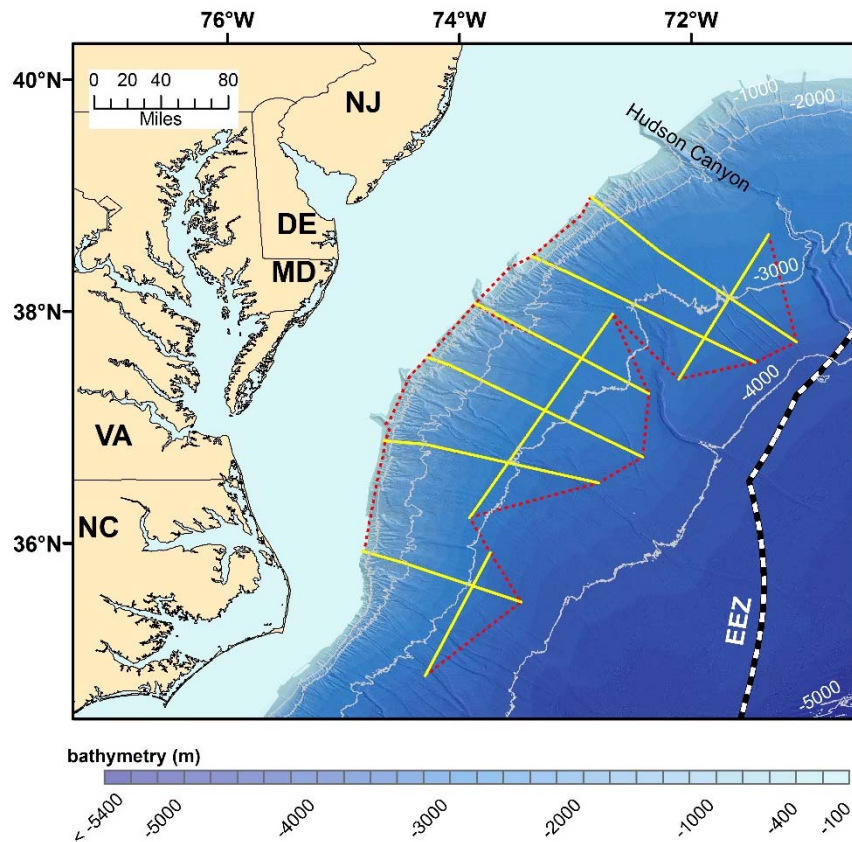 76°W 74°W 72°W
40°N
0 20 40 80
Miles
NJ
-1000
-2000
Hudson Canyon
DE
MD
-3000
38°N
-4000
VA
NC
36°N
EEZ
-5000
bathymetry (m)
< -5400 -5000 -4000 -3000 -2000 -1000 -400 -100